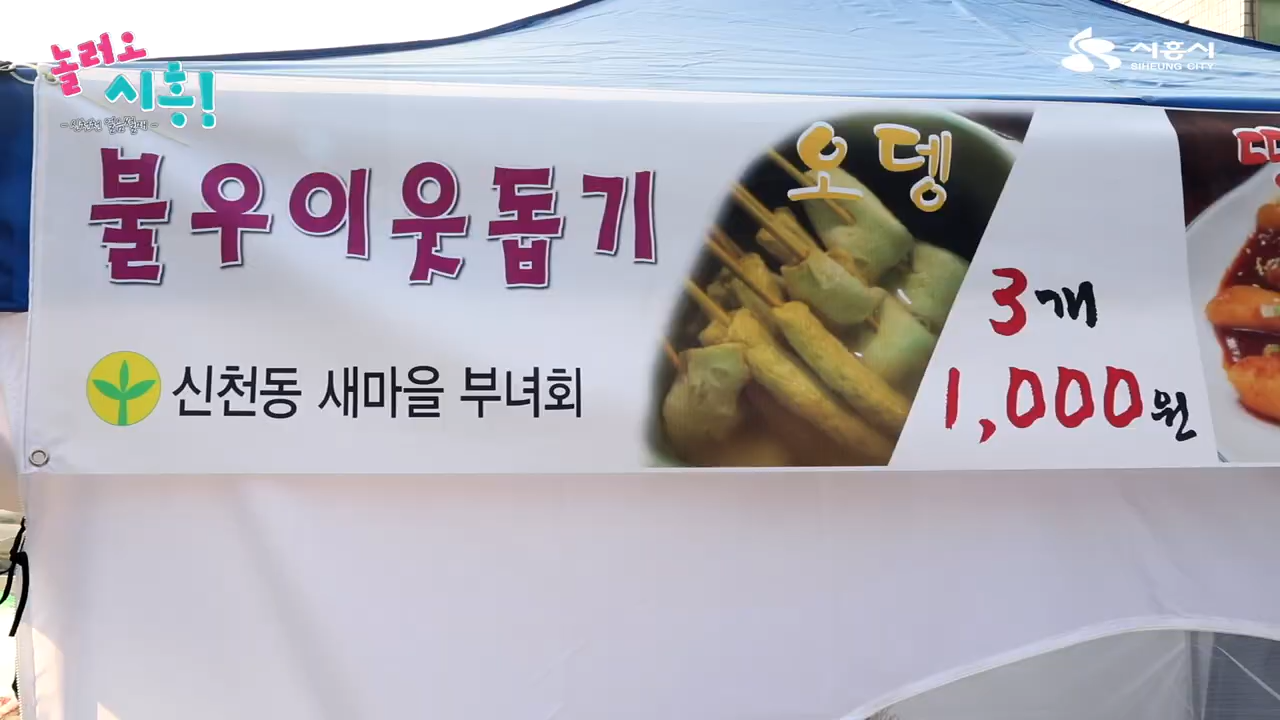 놀러오
시흥!
시흥시
SIHEUNG CITY
불우이웃돕기
신천동 새마을 부녀회
오뎅
3개
1,000원